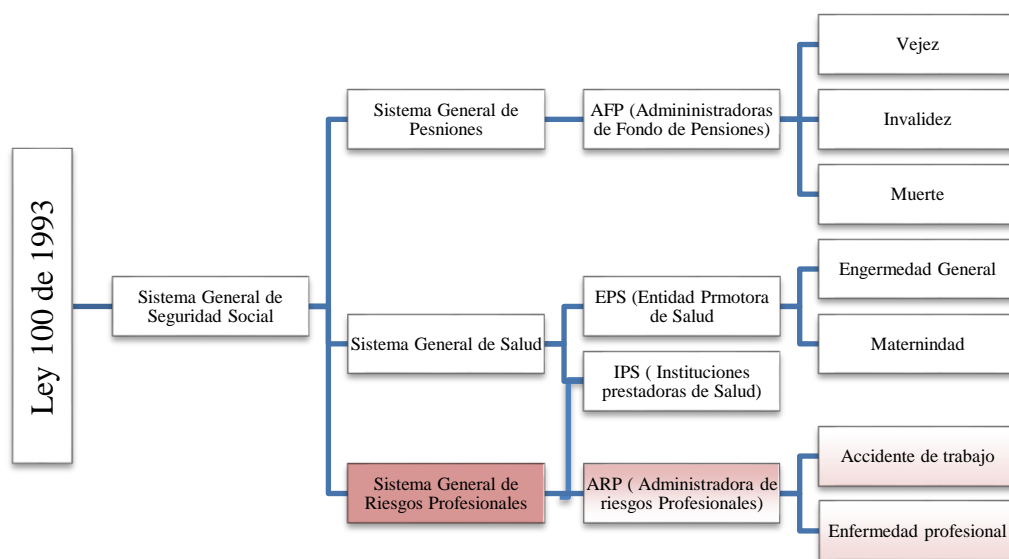 Ley 100 de 1993
Sistema General de
Seguridad Social
Sistema General de
Pesniones
AFP (Admininistradoras
de Fondo de Pensiones)
Vejez
Invalidez
Muerte
Sistema General de Salud
EPS (Entidad Prmotora
de Salud
Engermedad General
Maternindad
IPS ( Instituciones
prestadoras de Salud)
Sistema General de
Riesgos Profesionales
ARP ( Administradora de
riesgos Profesionales)
Accidente de trabajo
Enfermedad profesional